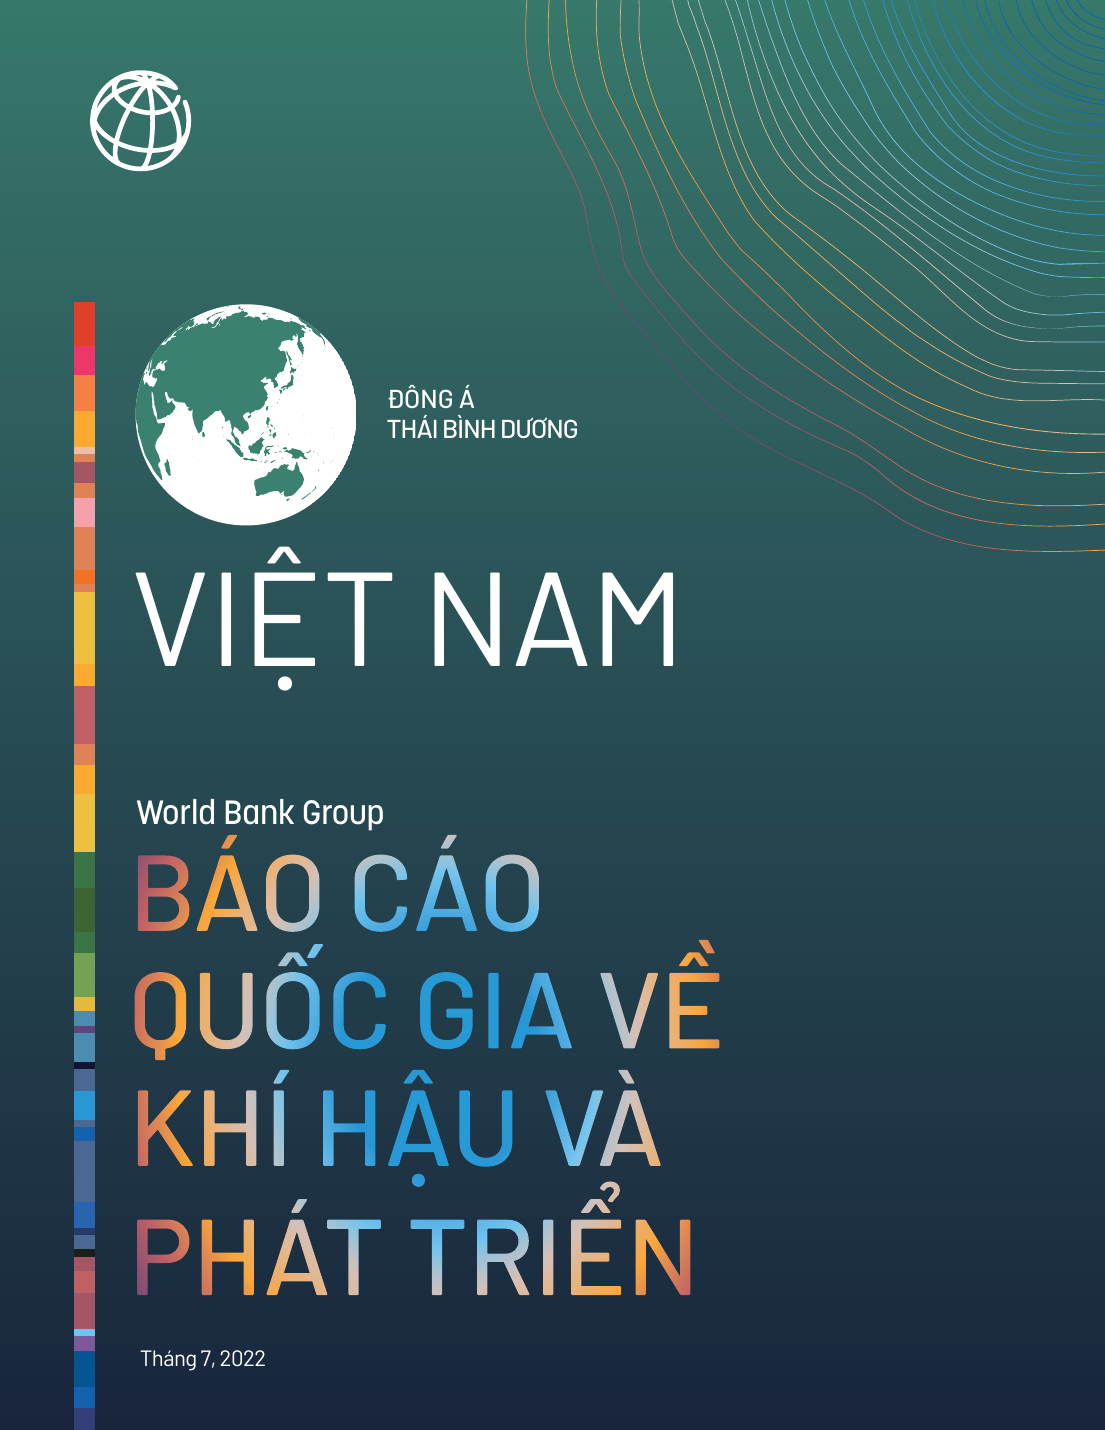 ĐÔNG Á
THÁI BÌNH DƯƠNG
VIỆT NAM
World Bank Group
BÁO CÁO
QUỐC GIA VỀ
KHÍ HẬU VÀ
PHÁT TRIỂN
Tháng 7, 2022